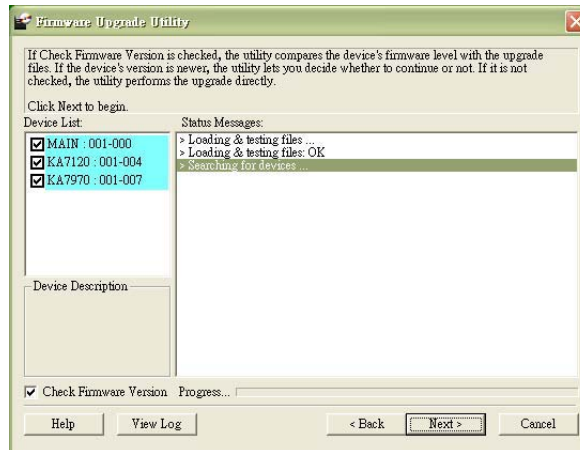 Firmware Upgrade Utility
If Check Firmware Version is checked, the utility compares the device's firmware level with the upgrade
files. If the device's version is newer, the utility lets you decide whether to continue or not. If it is not
checked, the utility performs the upgrade directly.
Click Next to begin.
Device List:
MAIN : 001-000
KA7120 : 001-004
KA7970 : 001-007
Status Messages:
> Loading & testing files ...
> Loading & testing files: OK
> Searching for devices ...
Device Description
Check Firmware Version Progress...
Help View Log < Back Next > Cancel